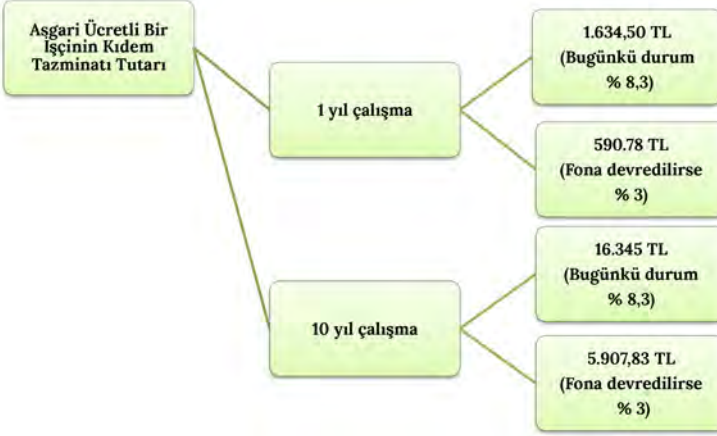 Aşgari Ücretli Bir
İşçinin Kıdem
Tazminatı Tutarı
1 yıl çalışma
1.634,50 TL
(Bugünkü durum
% 8,3)
590.78 TL
(Fona devredilirse
% 3)
10 yıl çalışma
16.345 TL
(Bugünkü durum
% 8,3)
5.907,83 TL
(Fona devredilirse
% 3)